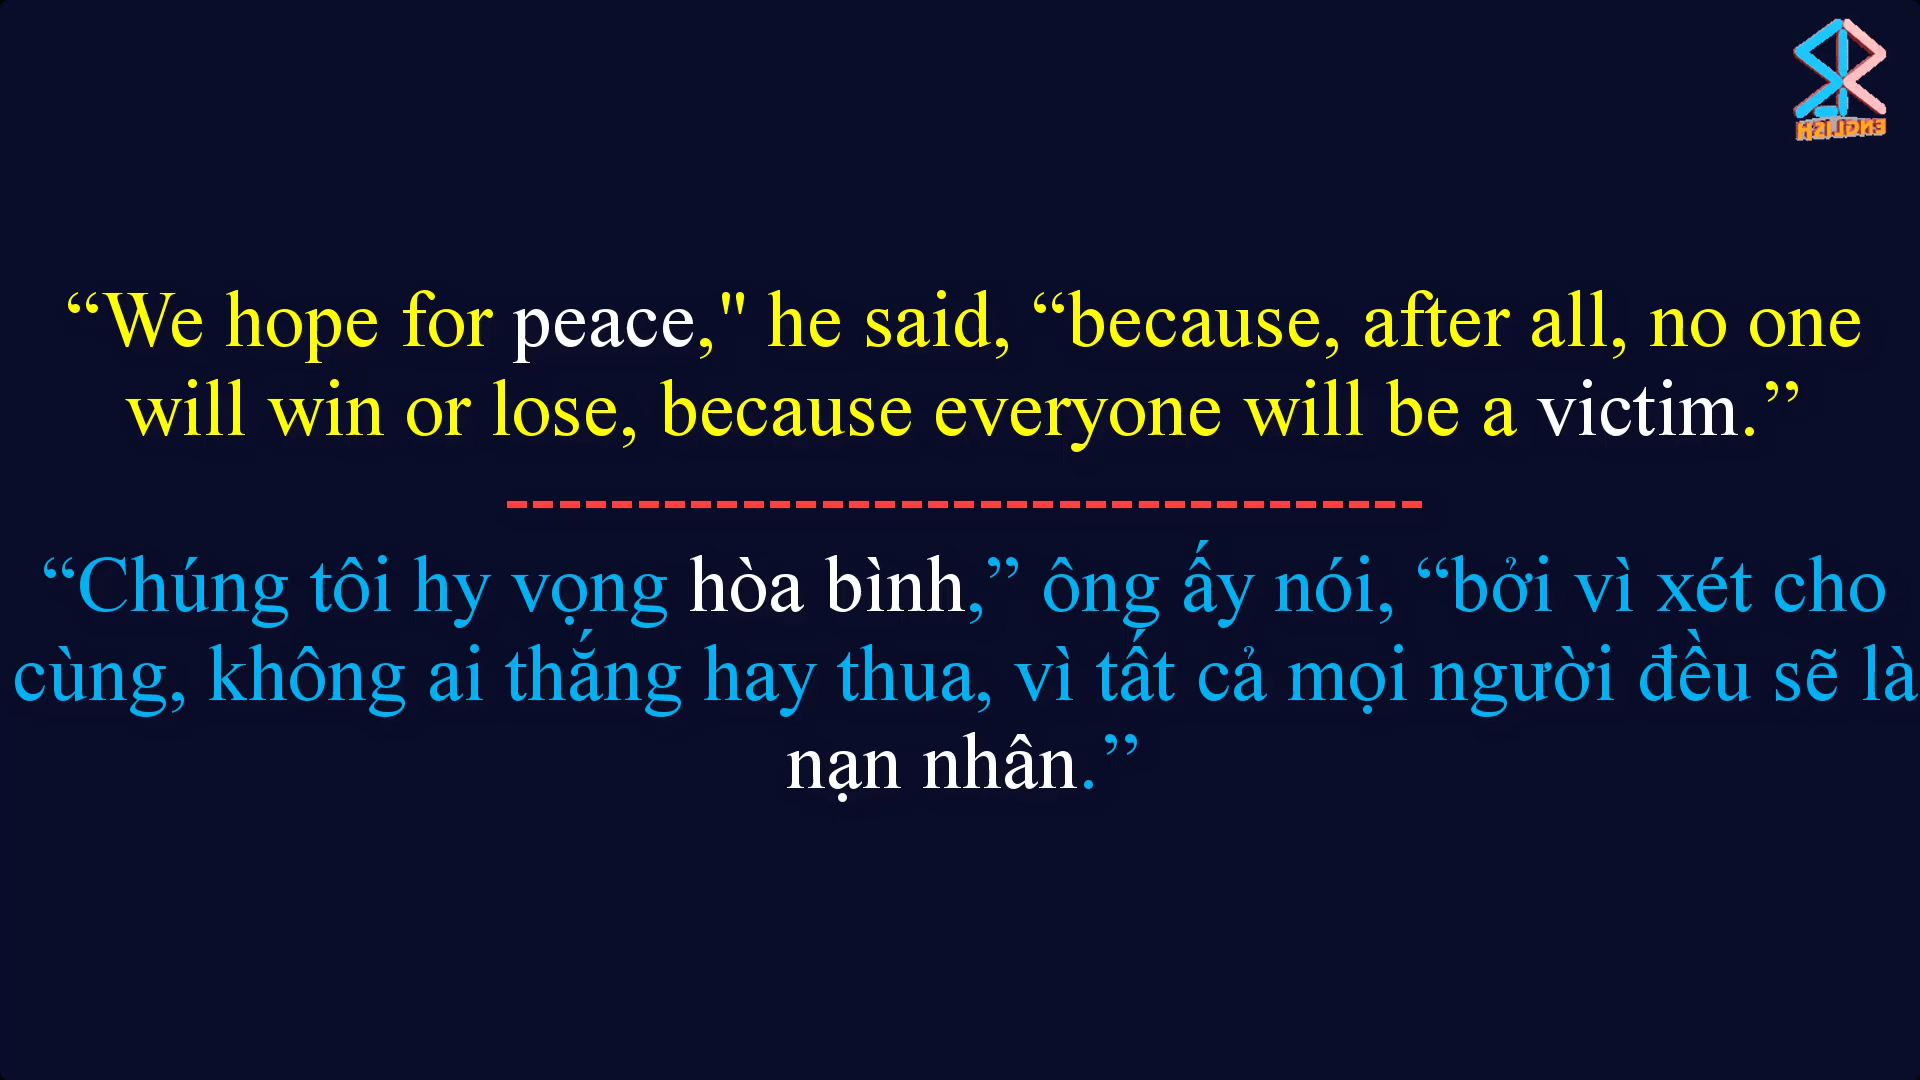 ENGLISH
“We hope for peace," he said, “because, after all, no one
will win or lose, because everyone will be a victim.”
“Chúng tôi hy vọng hòa bình,” ông ấy nói, “bởi vì xét cho
cùng, không ai thắng hay thua, vì tất cả mọi người đều sẽ là
nạn nhân.”